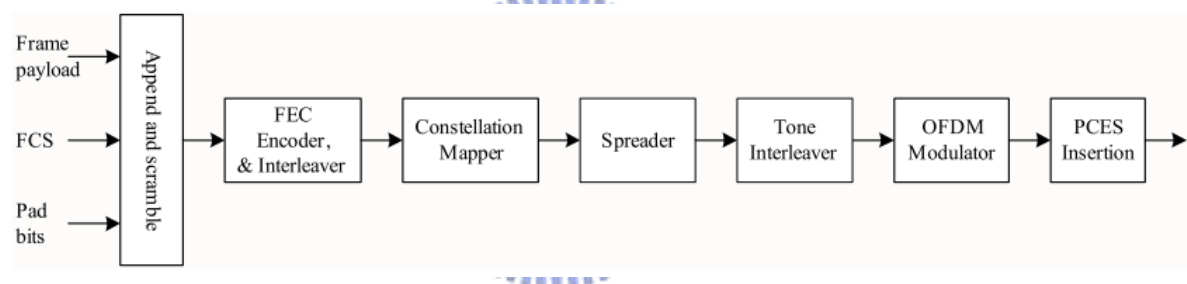 Frame
payload
FCS
Pad
bits
Append and scramble
FEC
Encoder,
& Interleaver
Constellation
Mapper
Spreader
Tone
Interleaver
OFDM
Modulator
PCES
Insertion